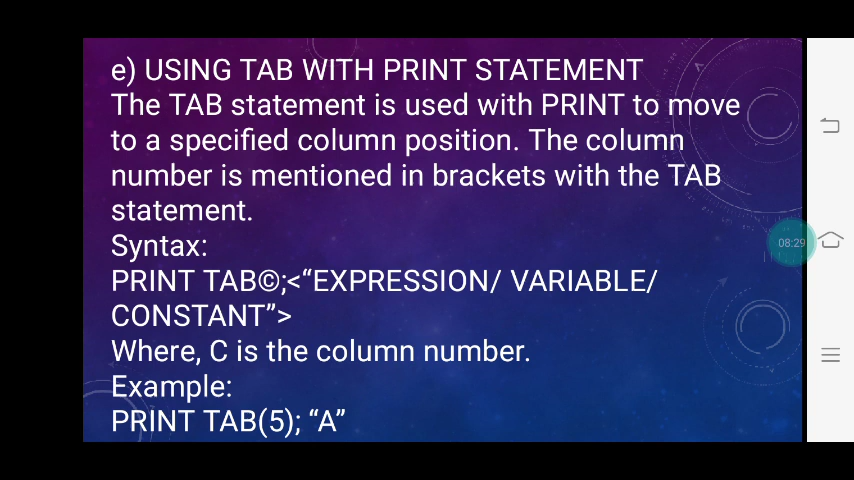 e) USING TAB WITH PRINT STATEMENT
The TAB statement is used with PRINT to move
to a specified column position. The column
number is mentioned in brackets with the TAB
statement.
Syntax:
PRINT TAB©;<“EXPRESSION/ VARIABLE/
CONSTANT”>
Where, C is the column number.
Example:
PRINT TAB(5); “A”
08:29